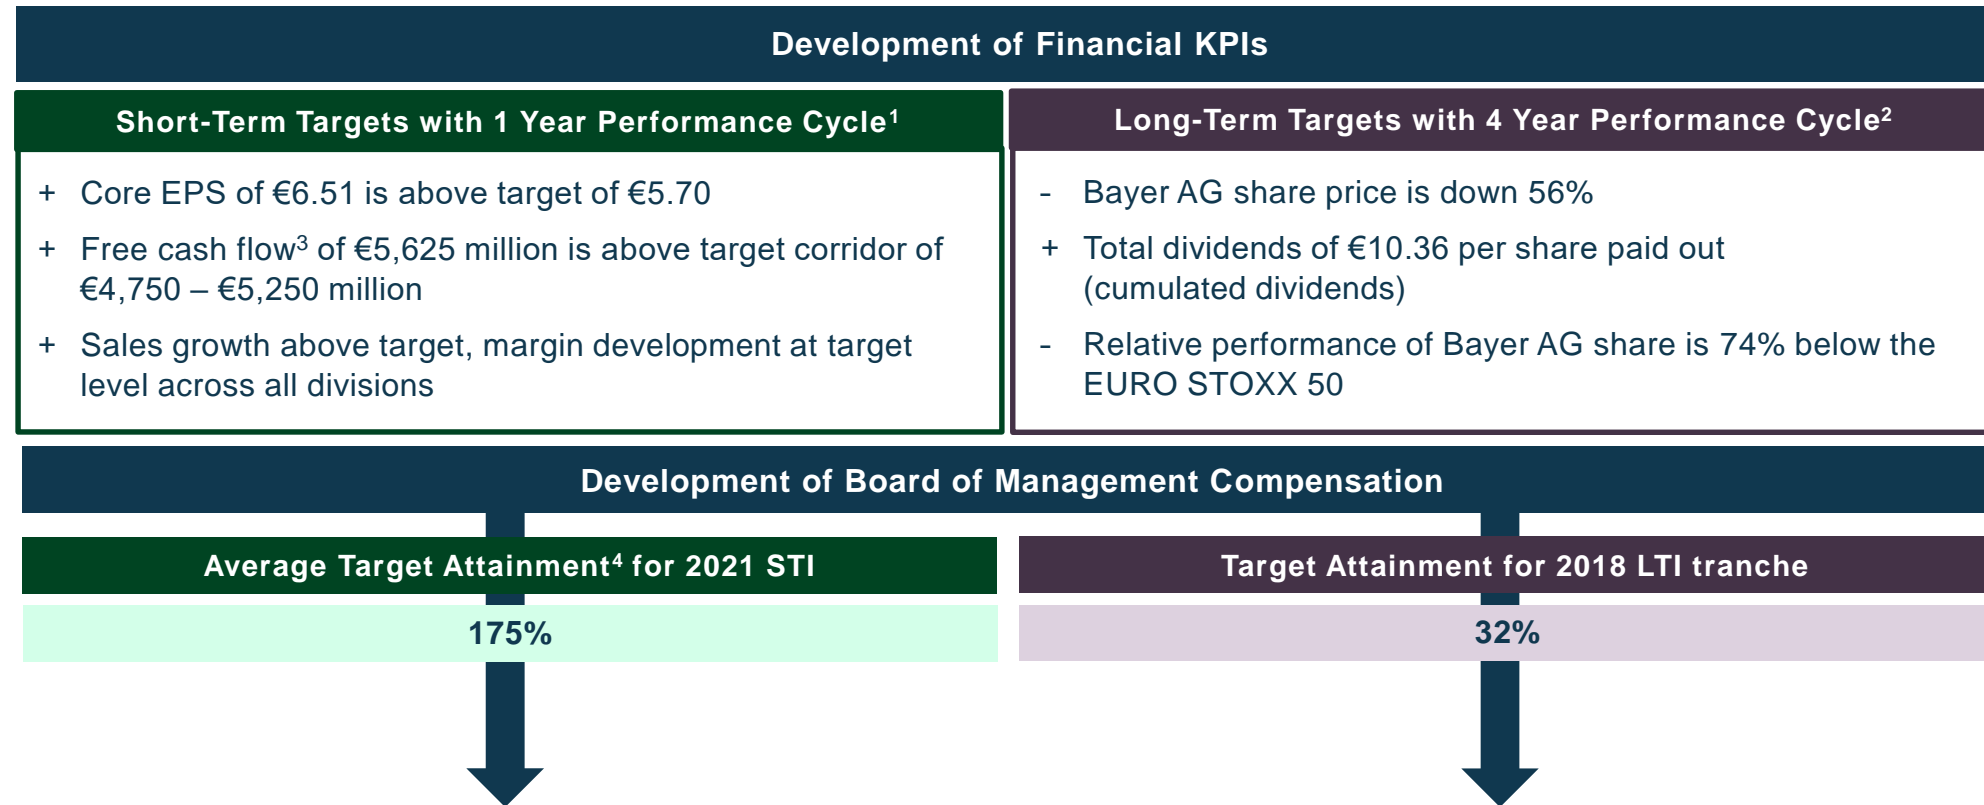 Development of Financial KPIs
Short-Term Targets with 1 Year Performance Cycle¹
+ Core EPS of €6.51 is above target of €5.70
+ Free cash flow³ of €5,625 million is above target corridor of
€4,750 – €5,250 million
+ Sales growth above target, margin development at target
level across all divisions
Long-Term Targets with 4 Year Performance Cycle²
- Bayer AG share price is down 56%
+ Total dividends of €10.36 per share paid out
(cumulated dividends)
- Relative performance of Bayer AG share is 74% below the
EURO STOXX 50
Development of Board of Management Compensation
Average Target Attainment⁴ for 2021 STI
175%
Target Attainment for 2018 LTI tranche
32%